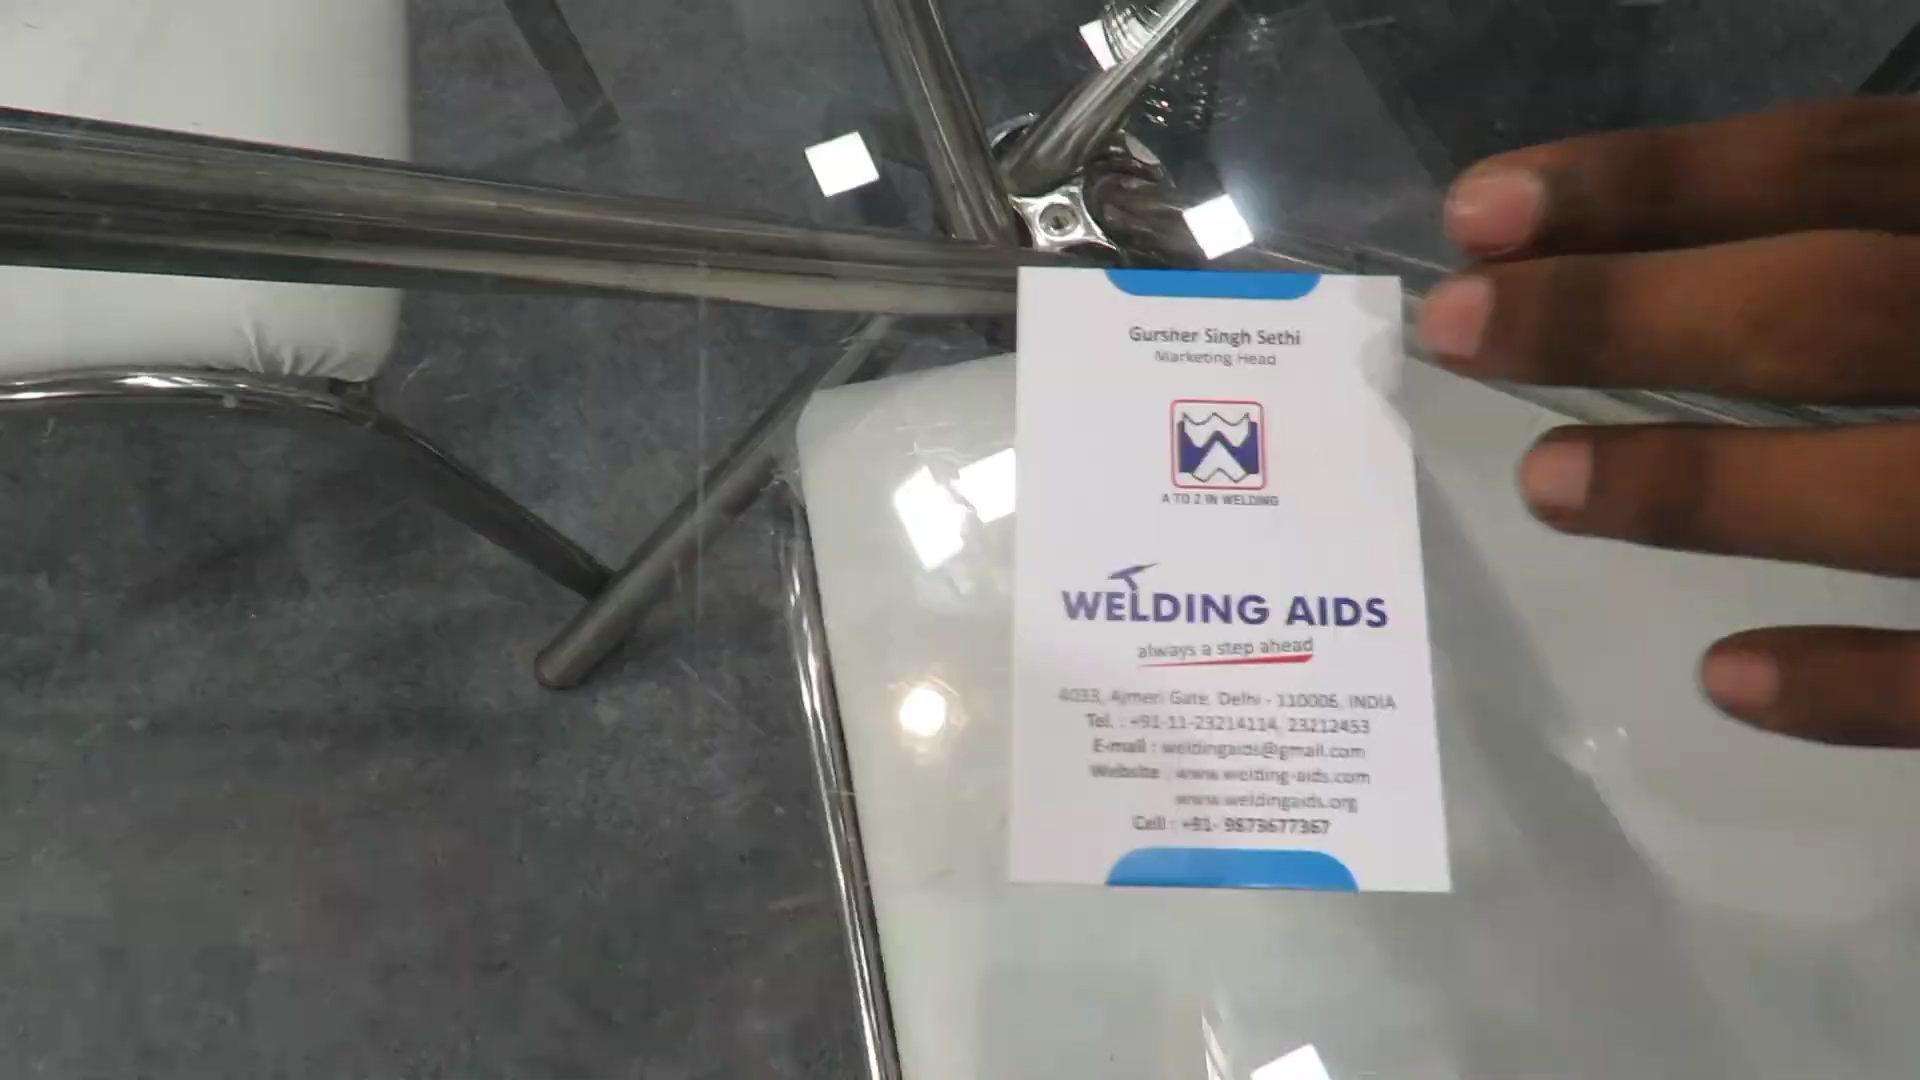 Gursher Singh Sethi
Marketing Head
A TO Z IN WELDING
WELDING AIDS
always a step ahead
4033, Ajmeri Gate, Delhi - 110006, INDIA
Tel. : +91-11-23214114, 23212453
E-mail : weldingaids@gmail.com
Website : www.welding-aids.com
www.weldingaids.org
Cell : +91- 9873677367